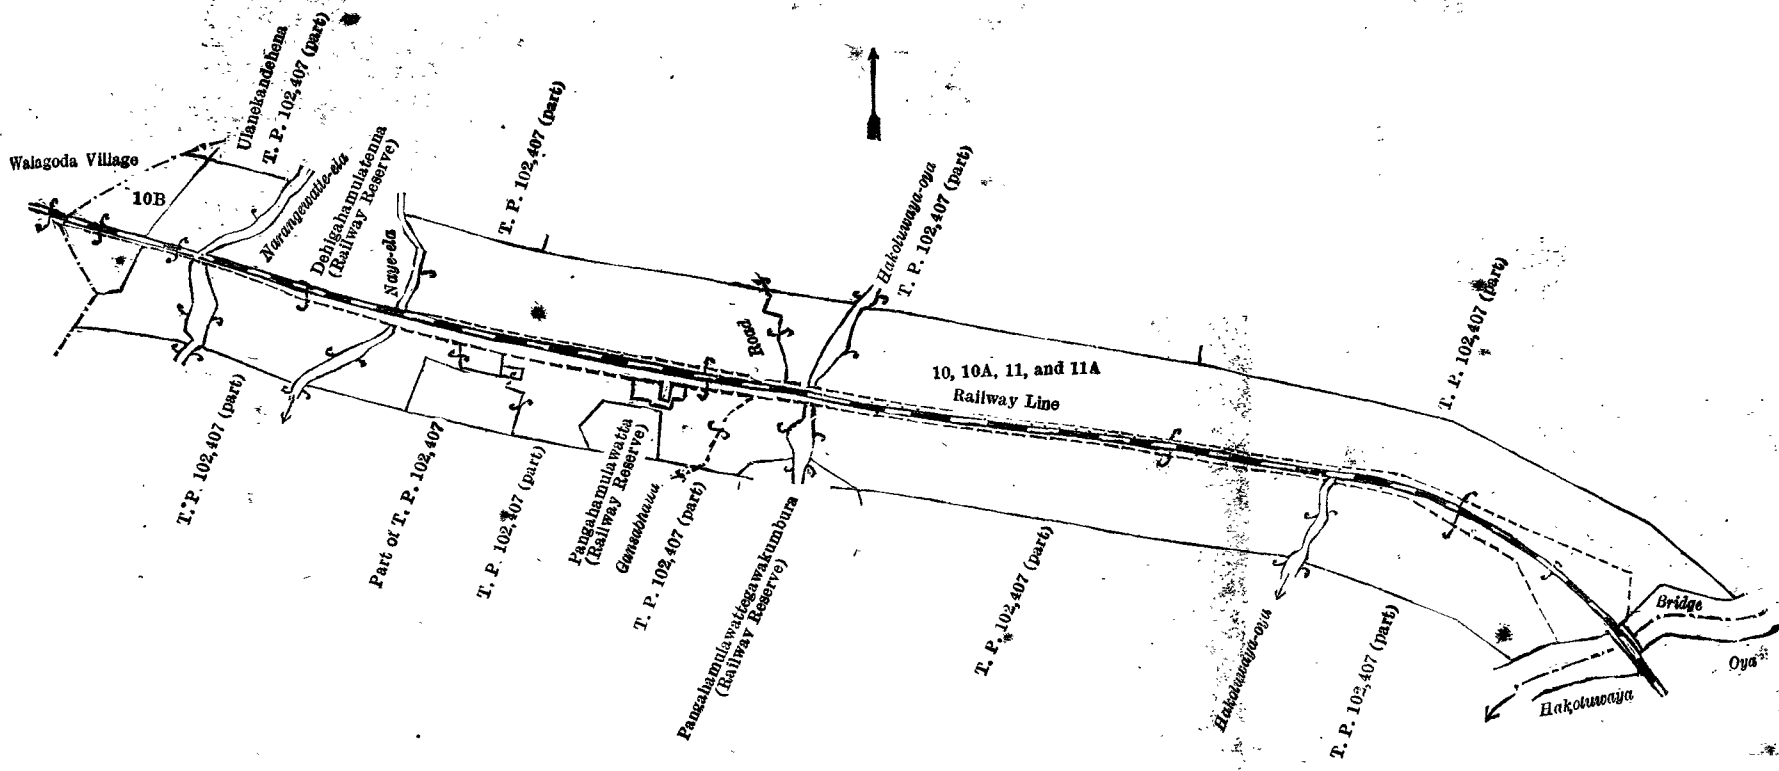 Ulanekandehena
T. P. 102,407 (part)
Walagoda Village
10B
Narangewatte-ela
Dehigahamulatenna
(Railway Reserve)
Naye-ela
T. P. 102,407 (part)
Hakoluwaya-oya
T. P. 102,407 (part)
Road
10, 10A, 11, and 11A
Railway Line
T. P. 102,407 (part)
T. P. 102,407 (part)
Part of T. P. 102,407
T. P. 102,407 (part)
Pangahamulawatta
(Railway Reserve)
Gansabhawa
T. P. 102,407 (part)
Pangahamulawattegawakumbura
(Railway Reserve)
T. P. 102,407 (part)
Hakoluwaya-oya
T. P. 102,407 (part)
Bridge
Oya
Hakoluwaya